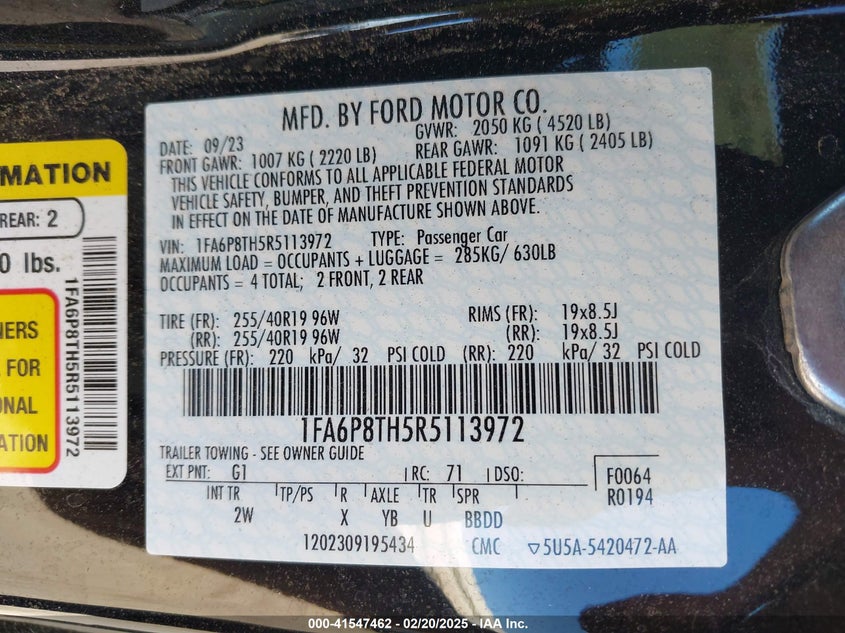 MFD. BY FORD MOTOR CO.
DATE: 09/23 GVWR: 2050 KG ( 4520 LB)
FRONT GAWR: 1007 KG ( 2220 LB) REAR GAWR: 1091 KG ( 2405 LB)
THIS VEHICLE CONFORMS TO ALL APPLICABLE FEDERAL MOTOR
VEHICLE SAFETY, BUMPER, AND THEFT PREVENTION STANDARDS
IN EFFECT ON THE DATE OF MANUFACTURE SHOWN ABOVE.
VIN: 1FA6P8TH5R5113972 TYPE: Passenger Car
MAXIMUM LOAD = OCCUPANTS + LUGGAGE = 285KG/ 630LB
OCCUPANTS = 4 TOTAL; 2 FRONT, 2 REAR
TIRE (FR): 255/40R19 96W RIMS (FR): 19x8.5J
(RR): 255/40R19 96W (RR): 19x8.5J
PRESSURE (FR): 220 kPa/ 32 PSI COLD (RR): 220 kPa/ 32 PSI COLD
1FA6P8TH5R5113972
TRAILER TOWING - SEE OWNER GUIDE
EXT PNT: G1 RC: 71 DSO:
F0064
R0194
INT TR TP/PS R AXLE TR SPR
2W X YB U BBDD
1202309195434 CMC ▽5U5A-5420472-AA
RMATION
REAR: 2
0 lbs.
NERS
FOR
ONAL
ATION
1FA6P8TH5R5113972
000-41547462 - 02/20/2025 - IAA Inc.